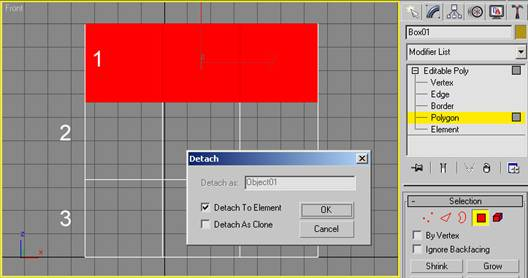 Front
1
2
3
z
x
Detach
Detach as:
Object01
Detach To Element
OK
Detach As Clone
Cancel
Box01
Modifier List
Editable Poly
Vertex
Edge
Border
Polygon
Element
- Selection
By Vertex
Ignore Backfacing
Shrink Grow